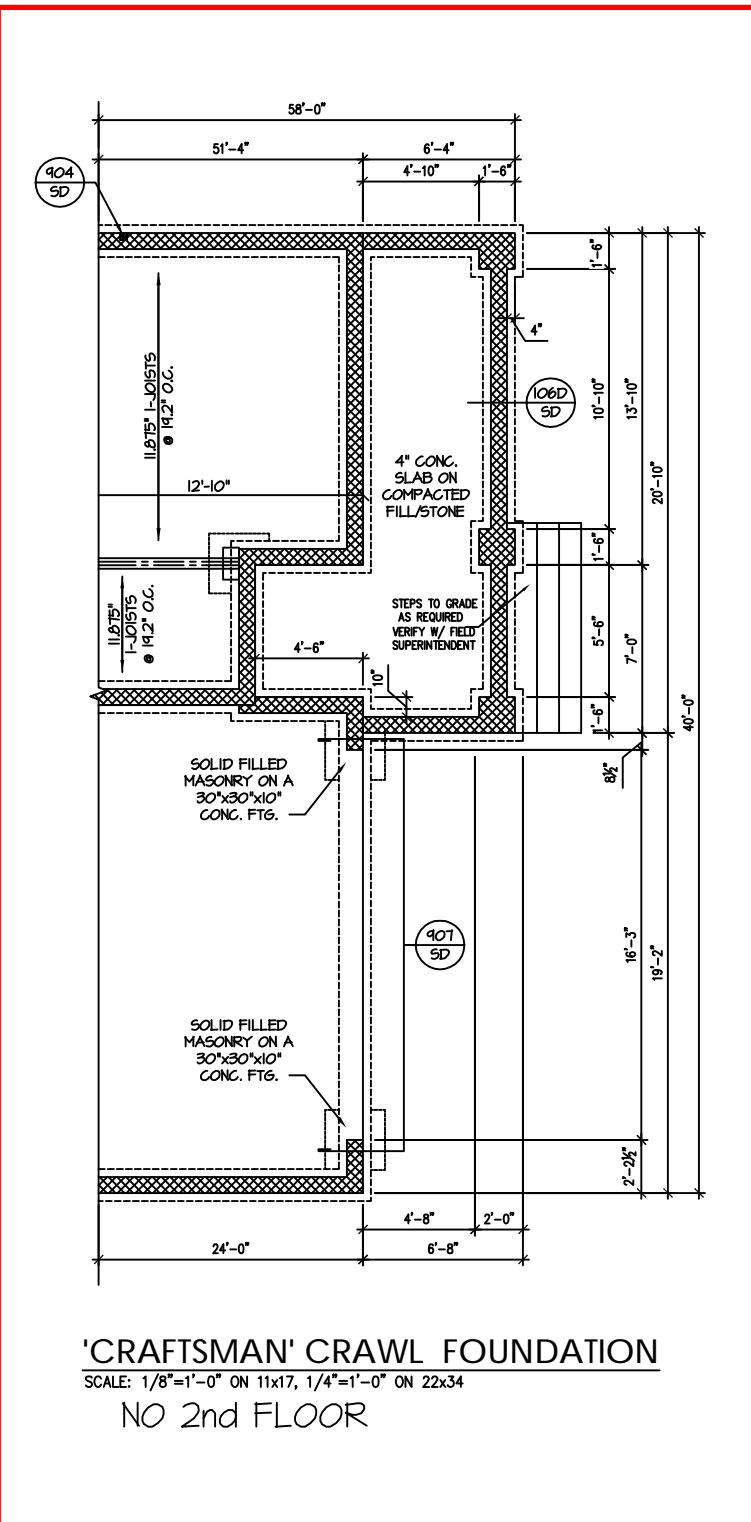 58'-0"
51'-4"
6'-4"
4'-10"
1'-6"
904
SD
1'-6"
4"
11.875" I-JOISTS
@ 19.2" O.C.
106D
SD
10'-10"
13'-10"
20'-10"
4" CONC.
SLAB ON
COMPACTED
FILL/STONE
12'-10"
1'-6"
11.875"
I-JOISTS
@ 19.2" O.C.
STEPS TO GRADE
AS REQUIRED
VERIFY W/ FIELD
SUPERINTENDENT
5'-6"
7'-0"
4'-6"
10"
1'-6"
40'-0"
8½"
SOLID FILLED
MASONRY ON A
30"x30"x10"
CONC. FTG.
907
SD
16'-3"
19'-2"
SOLID FILLED
MASONRY ON A
30"x30"x10"
CONC. FTG.
2'-2½"
4'-8"
2'-0"
24'-0"
6'-8"
'CRAFTSMAN' CRAWL FOUNDATION
SCALE: 1/8"=1'-0" ON 11x17, 1/4"=1'-0" ON 22x34
NO 2nd FLOOR